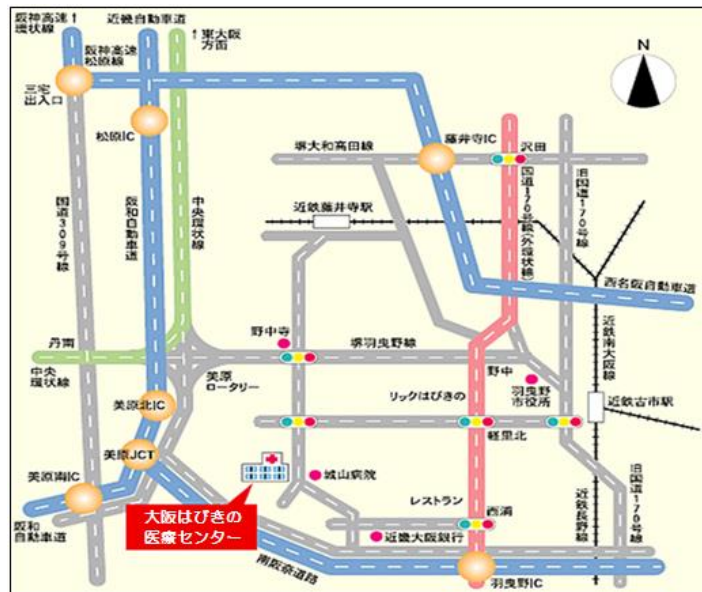 阪神高速↑
環状線
近畿自動車道
↑東大阪
方面
阪神高速
松原線
N
三宅
出入口
松原IC
藤井寺IC
沢田
堺大和高田線
国道309号線
阪和自動車道
中央環状線
近鉄藤井寺駅
国道170号線(外環状線)
旧国道170号線
西名阪自動車道
丹南
中央
環状線
野中寺
堺羽曳野線
美原
ロータリー
野中
羽曳野
市役所
近鉄南大阪線
美原北IC
リックはびきの
近鉄古市駅
軽里北
美原JCT
美原南IC
城山病院
レストラン
西浦
阪和
自動車道
大阪はびきの
医療センター
近畿大阪銀行
南阪奈道路
羽曳野IC
近鉄長野線
旧国道170号線